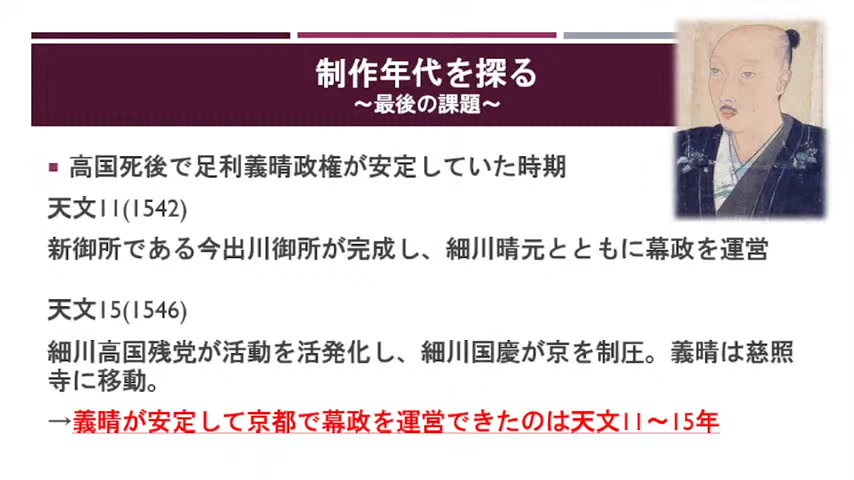 制作年代を探る
～最後の課題～
■ 高国死後で足利義晴政権が安定していた時期
天文11(1542)
新御所である今出川御所が完成し、細川晴元とともに幕政を運営
天文15(1546)
細川高国残党が活動を活発化し、細川国慶が京を制圧。義晴は慈照
寺に移動。
→義晴が安定して京都で幕政を運営できたのは天文11～15年